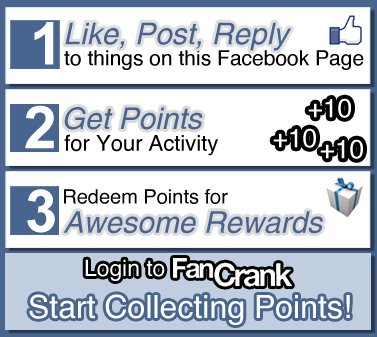 1 Like, Post, Reply
to things on this Facebook Page
2 Get Points
for Your Activity
+10
+10
+10
3 Redeem Points for
Awesome Rewards
Login to FanCrank
Start Collecting Points!